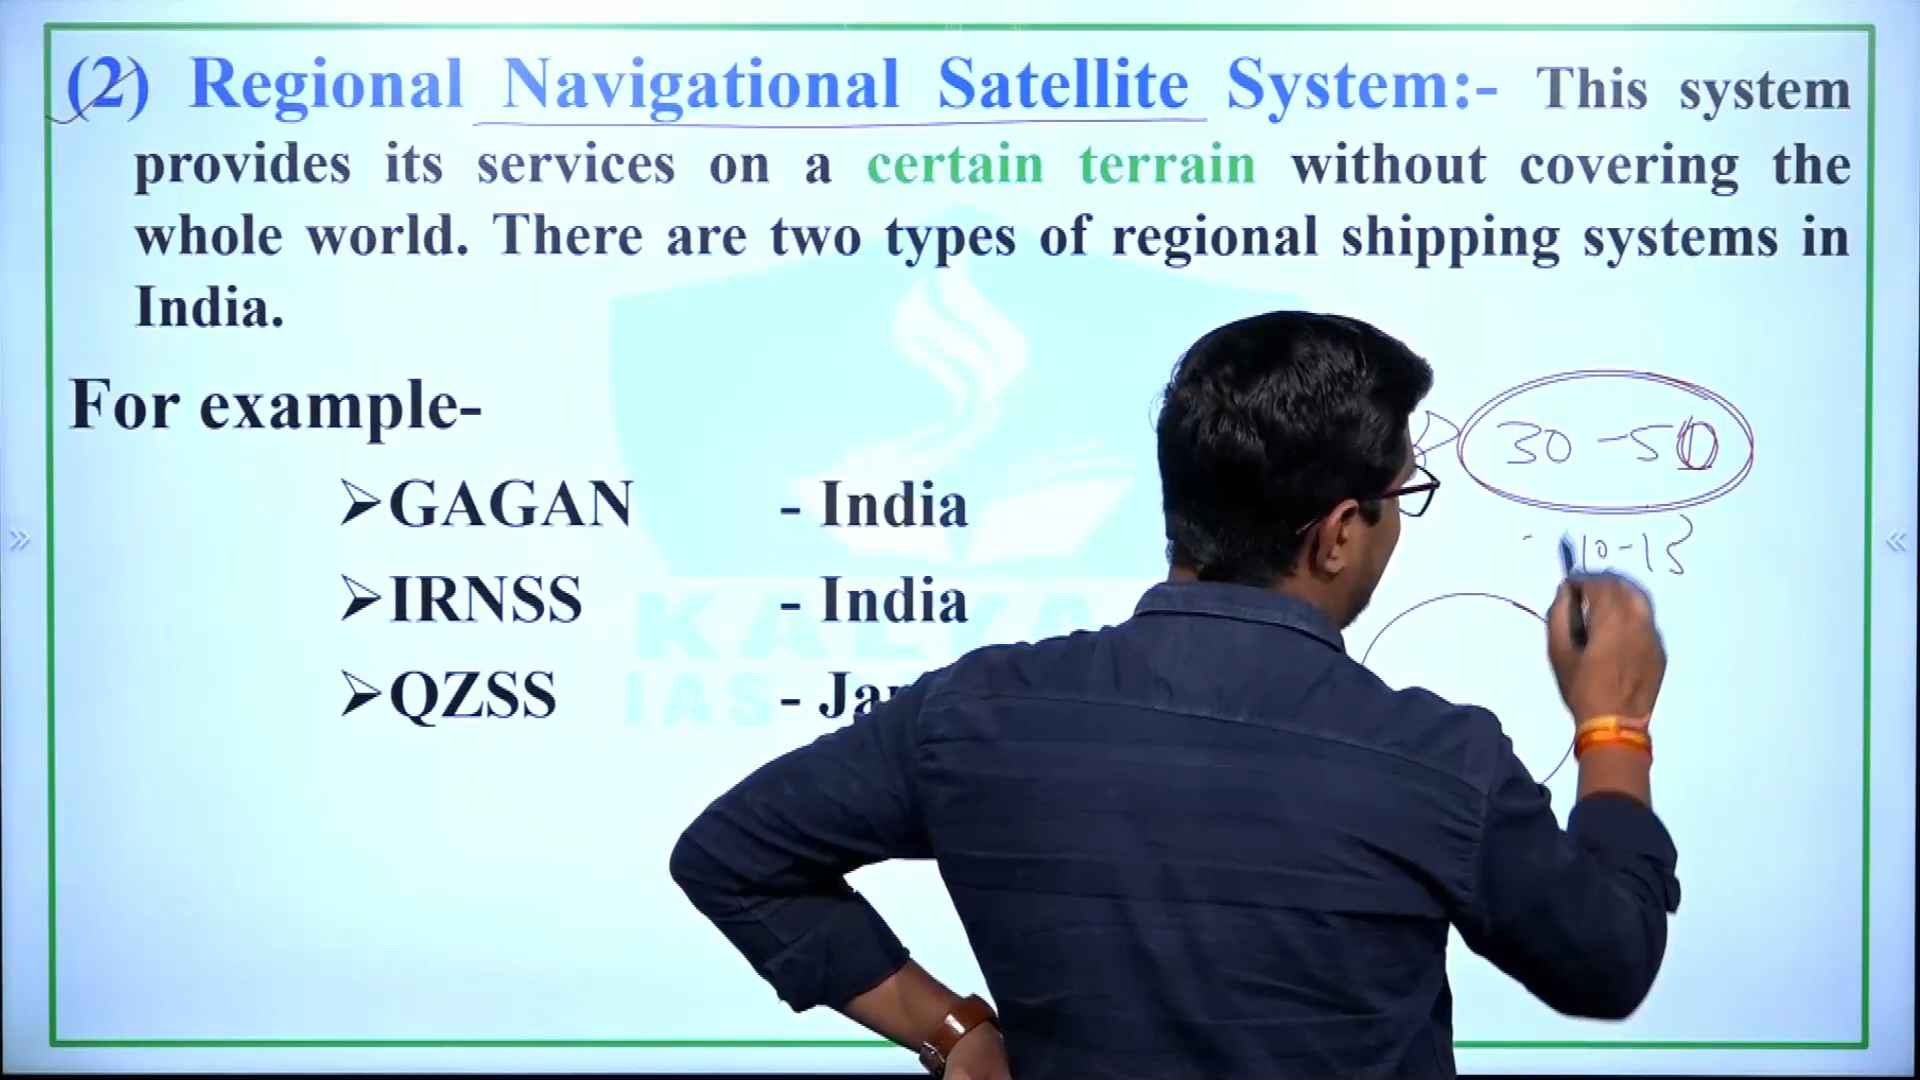 (2) Regional Navigational Satellite System:- This system
provides its services on a certain terrain without covering the
whole world. There are two types of regional shipping systems in
India.
For example-
➢GAGAN - India
➢IRNSS - India
➢QZSS -
30-50
10-15
IAS